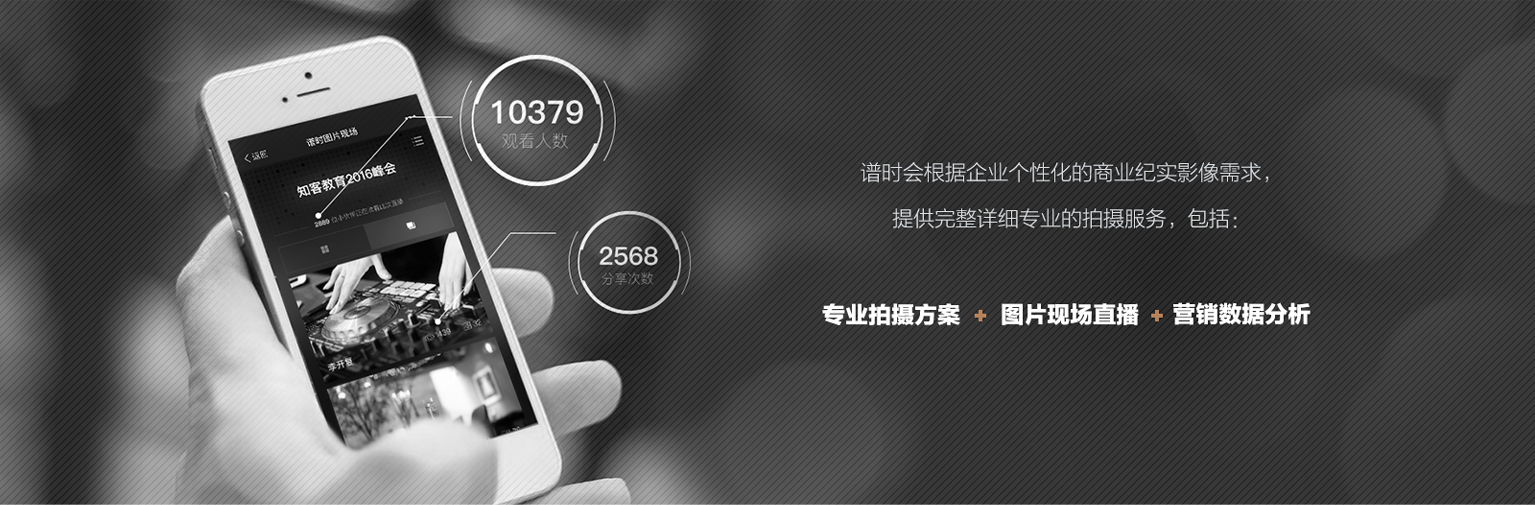 谱时图片现场
知客教育2016峰会
2889
李开复
10379
观看人数
2568
分享次数
谱时会根据企业个性化的商业纪实影像需求，
提供完整详细专业的拍摄服务，包括：
专业拍摄方案 + 图片现场直播 + 营销数据分析